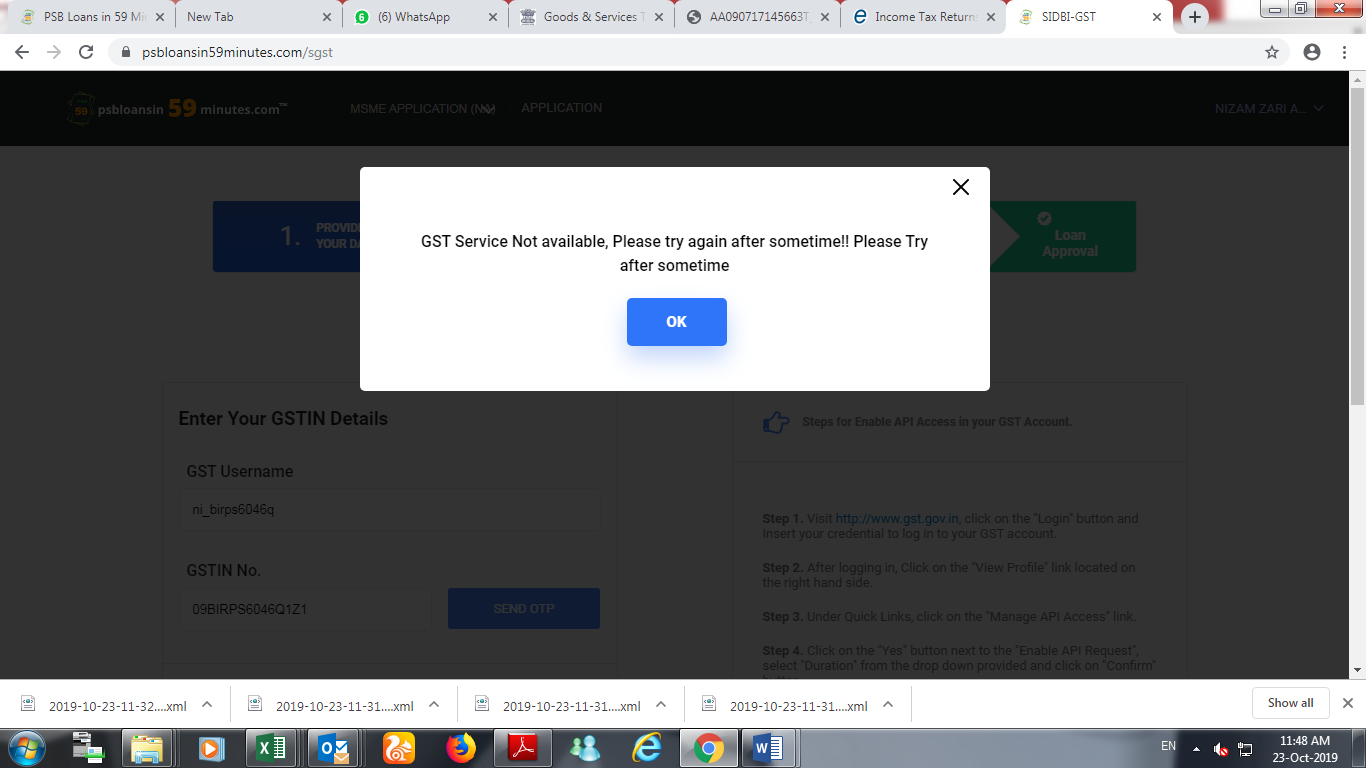 PSB Loans in 59 Mi
New Tab
(6) WhatsApp
Goods & Services T
AA090717145663T
Income Tax Return
SIDBI-GST
psbloansin59minutes.com/sgst
psbloansin 59 minutes.com™
MSME APPLICATION (N
APPLICATION
NIZAM ZARI A...
GST Service Not available, Please try again after sometime!! Please Try
after sometime
OK
1.
PROVID
YOUR DA
Loan
Approval
Enter Your GSTIN Details
GST Username
ni_birps6046q
GSTIN No.
09BIRPS6046Q1Z1
SEND OTP
Steps for Enable API Access in your GST Account.
Step 1. Visit http://www.gst.gov.in, click on the "Login" button and
Insert your credential to log in to your GST account.
Step 2. After logging in, Click on the "View Profile" link located on
the right hand side.
Step 3. Under Quick Links, click on the "Manage API Access" link.
Step 4. Click on the "Yes" button next to the "Enable API Request",
select "Duration" from the drop down provided and click on "Confirm"
2019-10-23-11-32....xml
2019-10-23-11-31....xml
2019-10-23-11-31....xml
2019-10-23-11-31....xml
Show all
EN
11:48 AM
23-Oct-2019